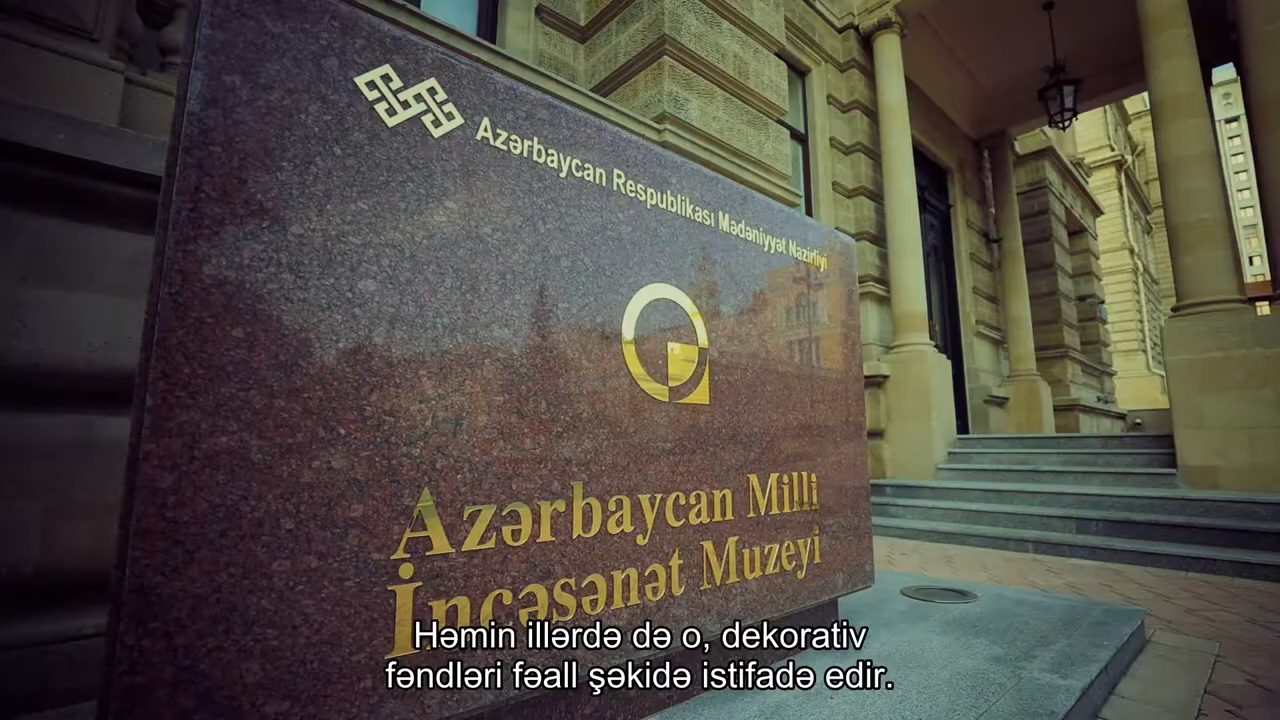 Azərbaycan Respublikası Mədəniyyət Nazirliyi
Azərbaycan Milli
İncəsənət Muzeyi
Həmin illərdə də o, dekorativ
fəndləri fəall şəkidə istifadə edir.